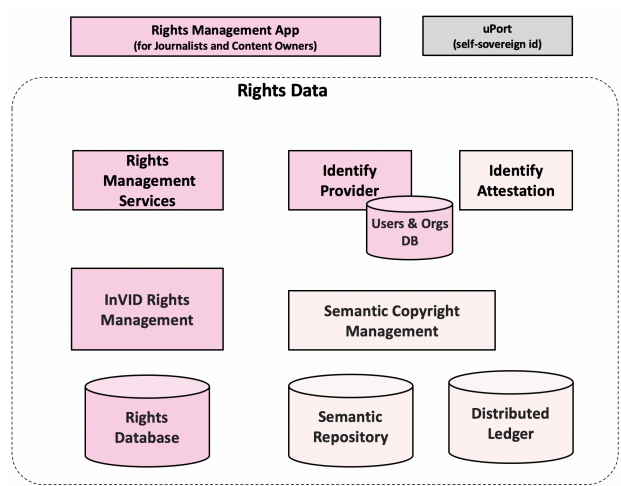 Rights Management App
(for Journalists and Content Owners)
uPort
(self-sovereign id)
Rights Data
Rights
Management
Services
Identify
Provider
Identify
Attestation
Users & Orgs
DB
InVID Rights
Management
Semantic Copyright
Management
Rights
Database
Semantic
Repository
Distributed
Ledger